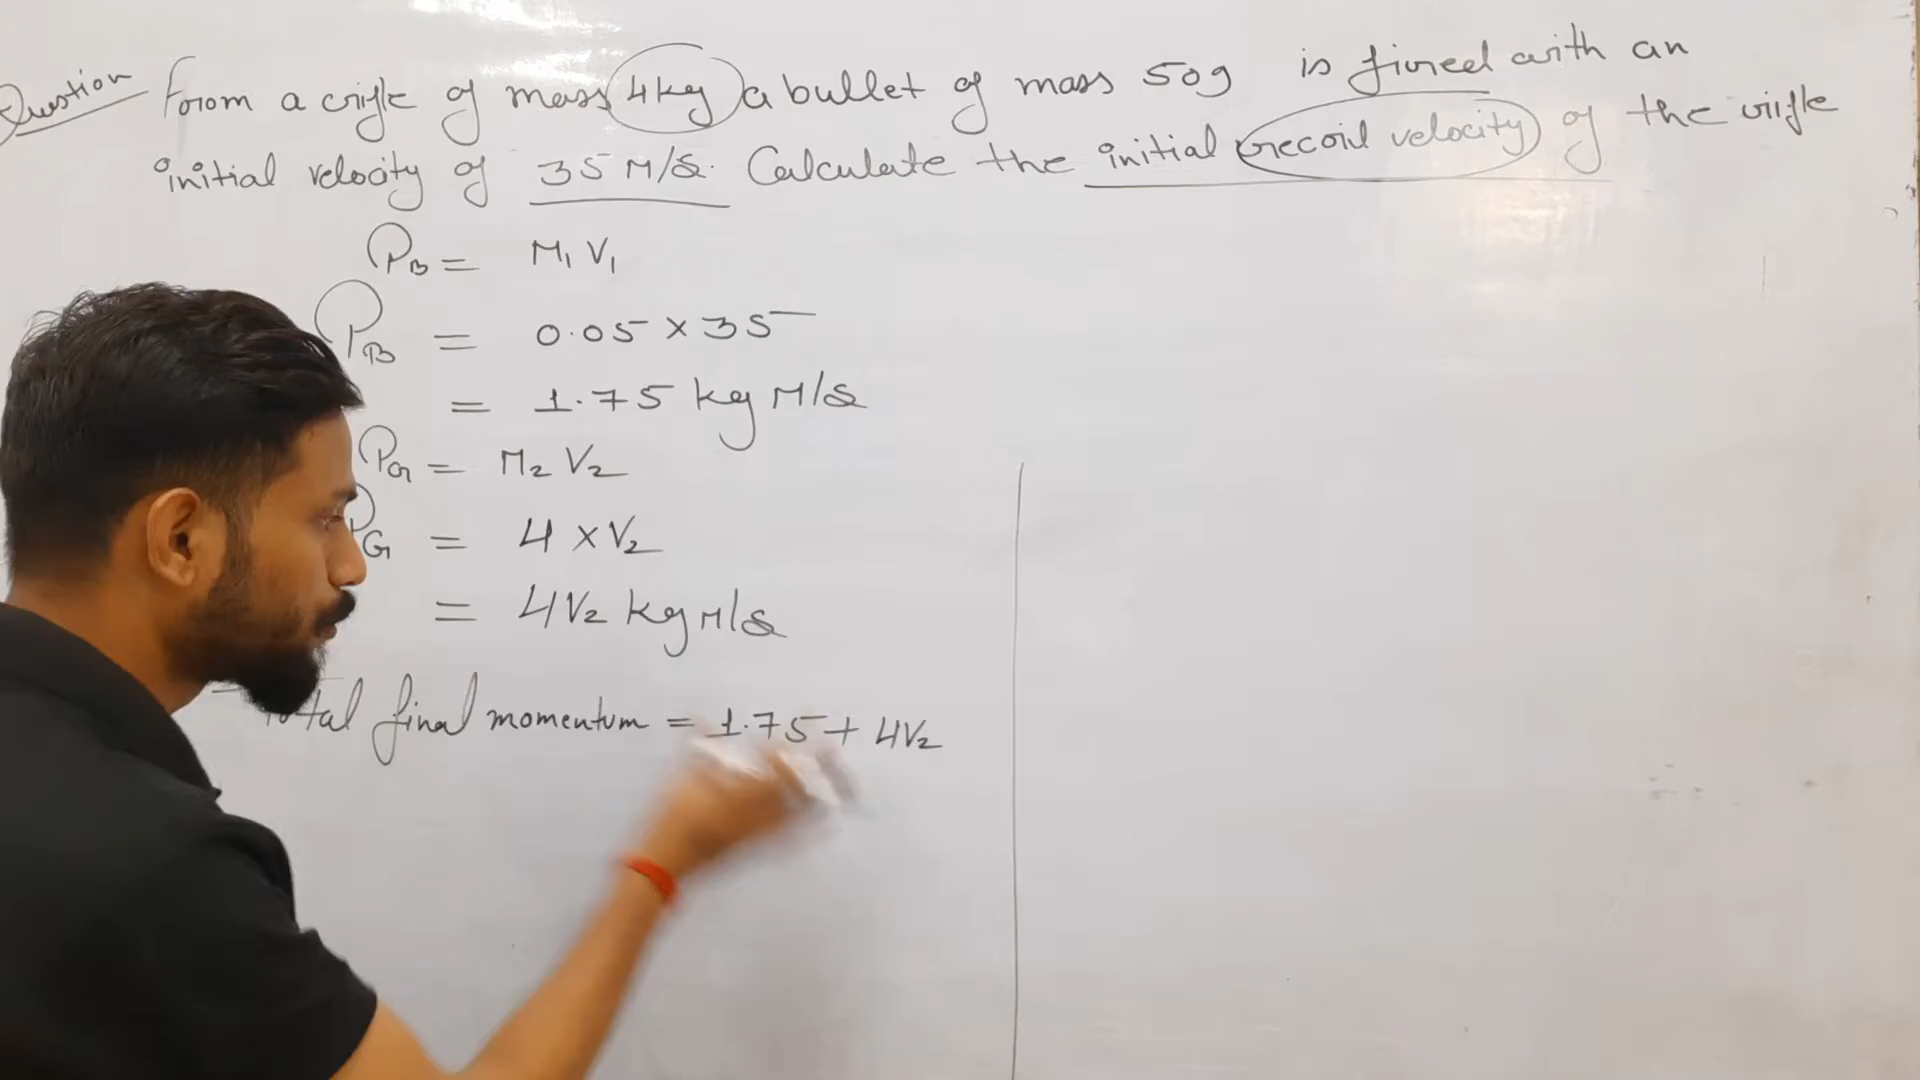 Question From a rifle of mass 4kg a bullet of mass 50g is fired with an
initial velocity of 35 M/s. Calculate the initial recoil velocity of the rifle
PB = M₁ V₁
PB = 0.05 × 35
= 1.75 kg M/s
PG = M₂ V₂
PG = 4 × V₂
= 4V₂ kg M/s
Total final momentum = 1.75 + 4V₂